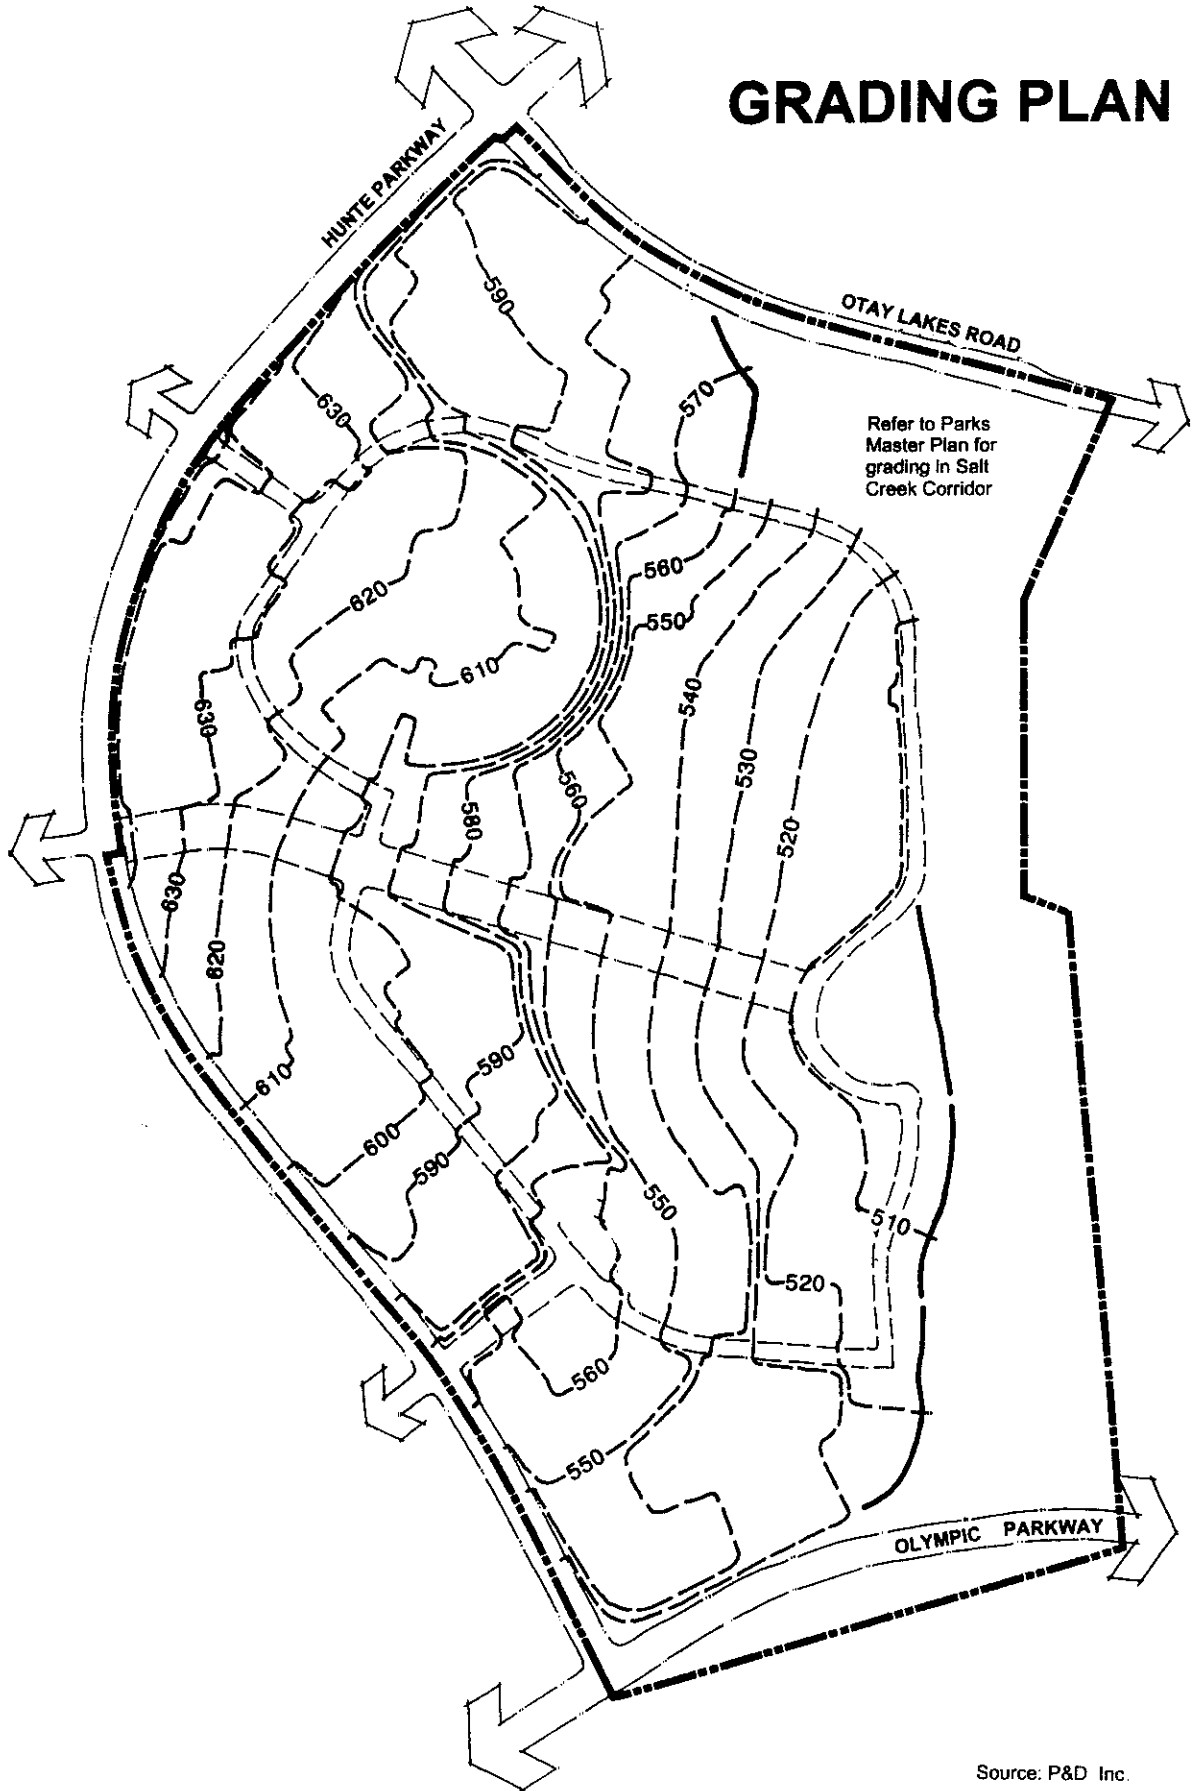 GRADING PLAN
HUNTE PARKWAY
OTAY LAKES ROAD
590
570
630
Refer to Parks
Master Plan for
grading in Salt
Creek Corridor
560
620
550
610
540
630
530
560
580
520
630
620
590
610
600
590
550
510
520
560
550
OLYMPIC PARKWAY
Source: P&D Inc.